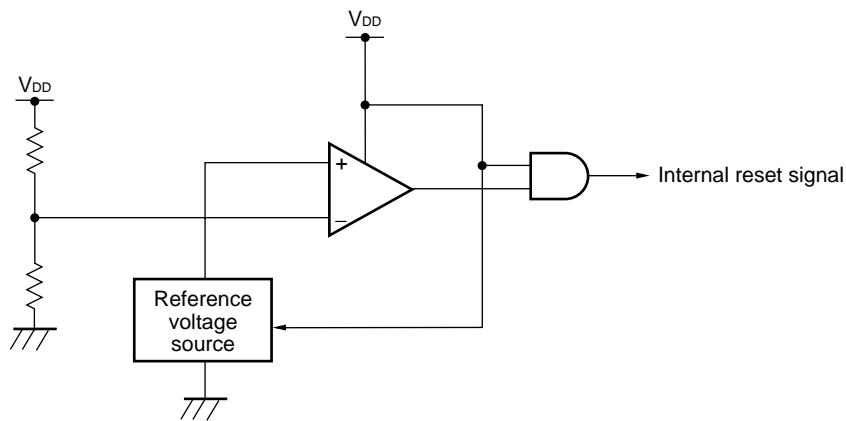 VDD
VDD
+
−
Internal reset signal
Reference
voltage
source